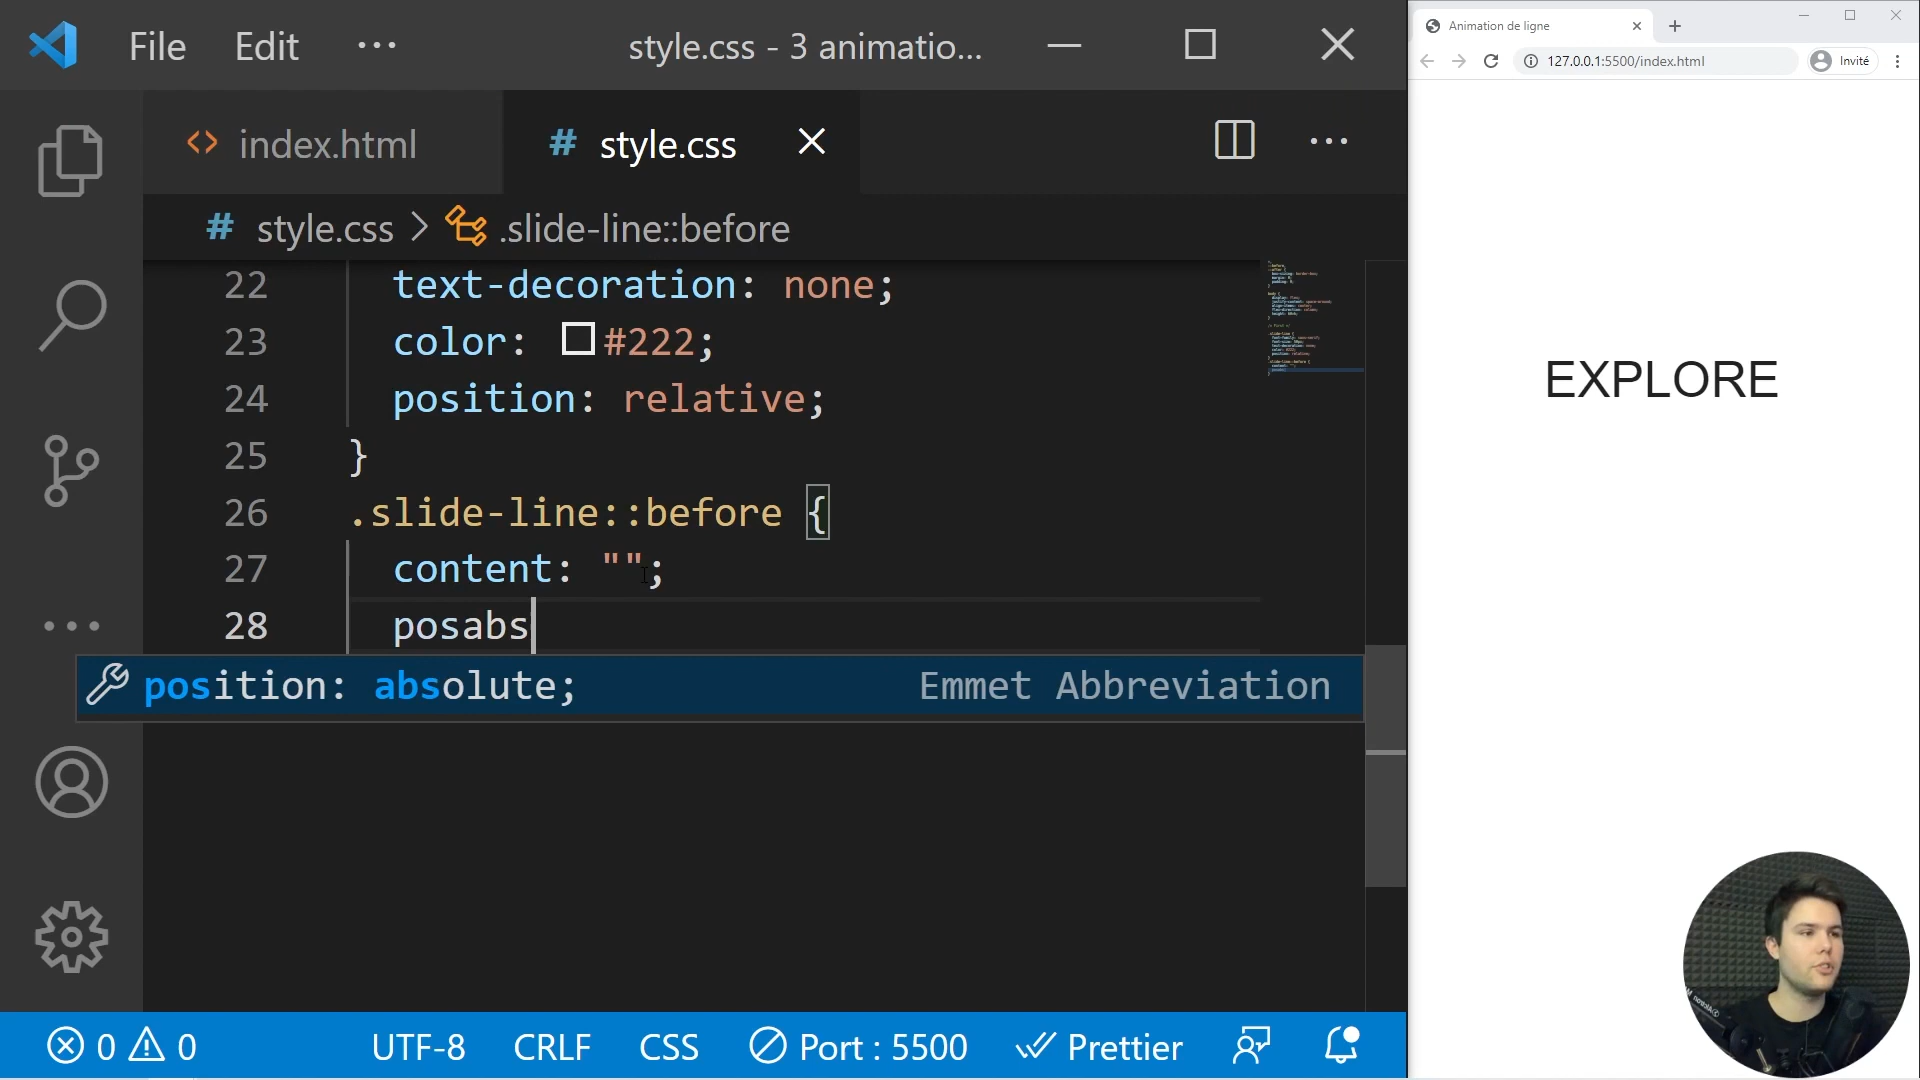 File Edit ··· style.css - 3 animatio...
index.html # style.css
# style.css > .slide-line::before
22 text-decoration: none;
23 color: #222;
24 position: relative;
25 }
26 .slide-line::before {
27 content: "";
28 posabs
position: absolute; Emmet Abbreviation
0 0 UTF-8 CRLF CSS Port : 5500 Prettier
Animation de ligne
127.0.0.1:5500/index.html Invité
EXPLORE